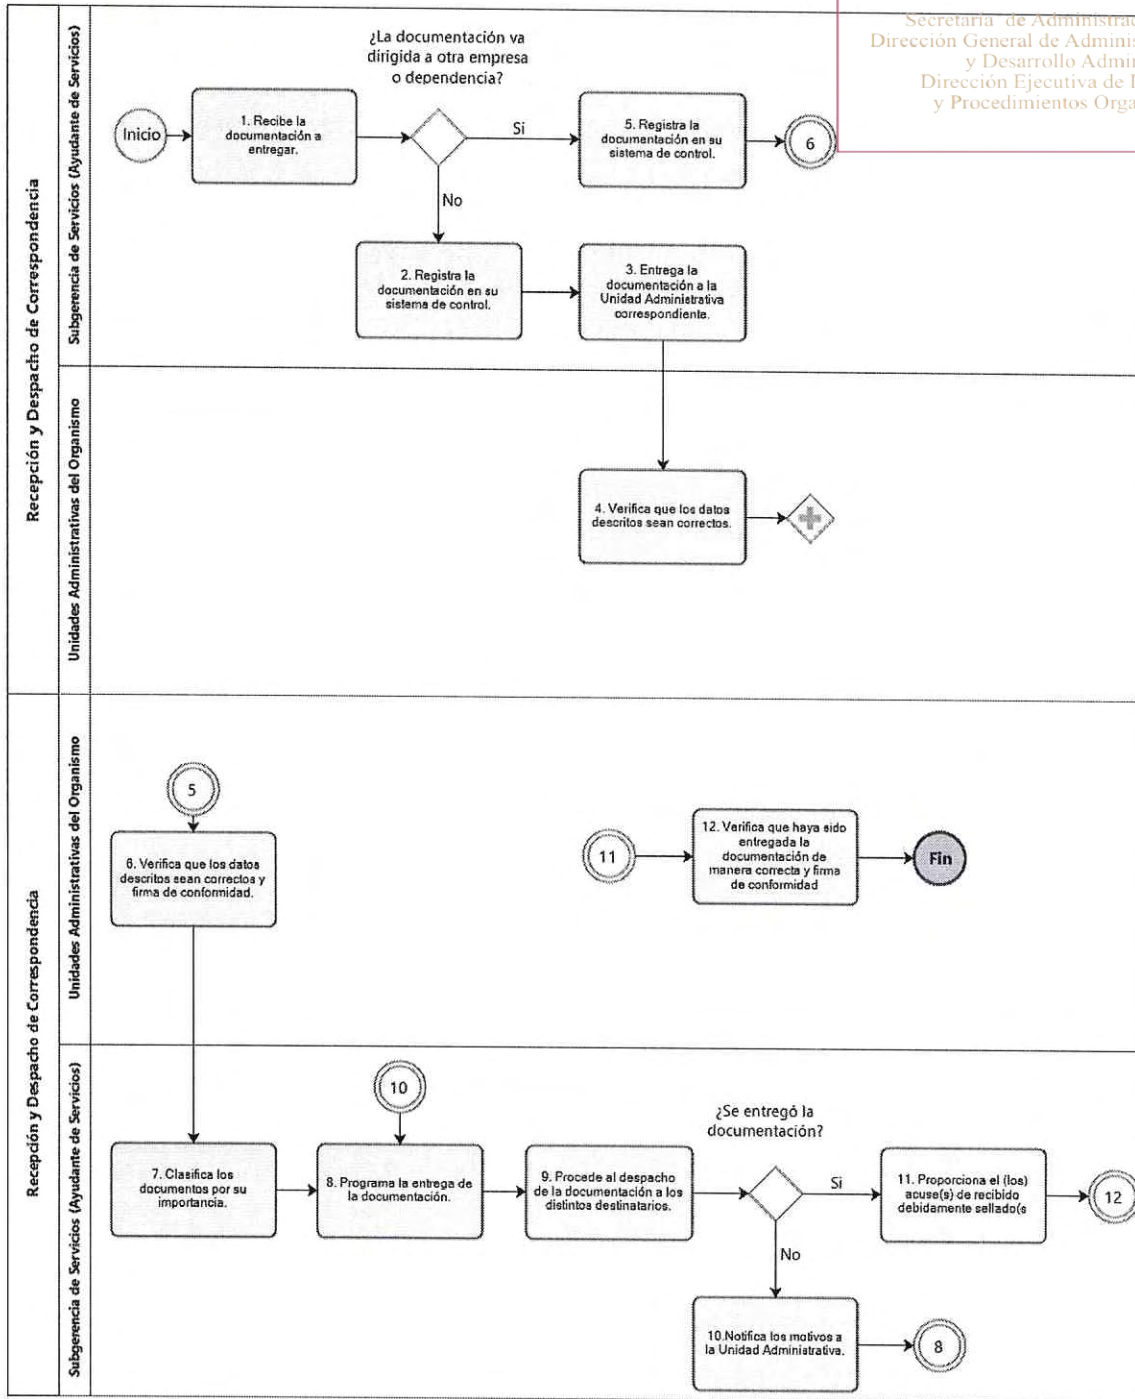 Secretaría de Administrac
Dirección General de Adminis
y Desarrollo Admin
Dirección Ejecutiva de
y Procedimientos Orga
Recepción y Despacho de Correspondencia
Subgerencia de Servicios (Ayudante de Servicios)
¿La documentación va
dirigida a otra empresa
o dependencia?
Inicio
1. Recibe la
documentación a
entregar.
Si
5. Registra la
documentación en su
sistema de control.
6
No
2. Registra la
documentación en su
sistema de control.
3. Entrega la
documentación a la
Unidad Administrativa
correspondiente.
Unidades Administrativas del Organismo
4. Verifica que los datos
descritos sean correctos.
Recepción y Despacho de Correspondencia
Unidades Administrativas del Organismo
5
6. Verifica que los datos
descritos sean correctos y
firma de conformidad.
11
12. Verifica que haya sido
entregada la
documentación de
manera correcta y firma
de conformidad
Fin
Subgerencia de Servicios (Ayudante de Servicios)
10
7. Clasifica los
documentos por su
importancia.
8. Programa la entrega de
la documentación.
9. Procede al despacho
de la documentación a los
distintos destinatarios.
¿Se entregó la
documentación?
Si
11. Proporciona el (los)
acuse(s) de recibido
debidamente sellado(s
12
No
10.Notifica los motivos a
la Unidad Administrativa.
8